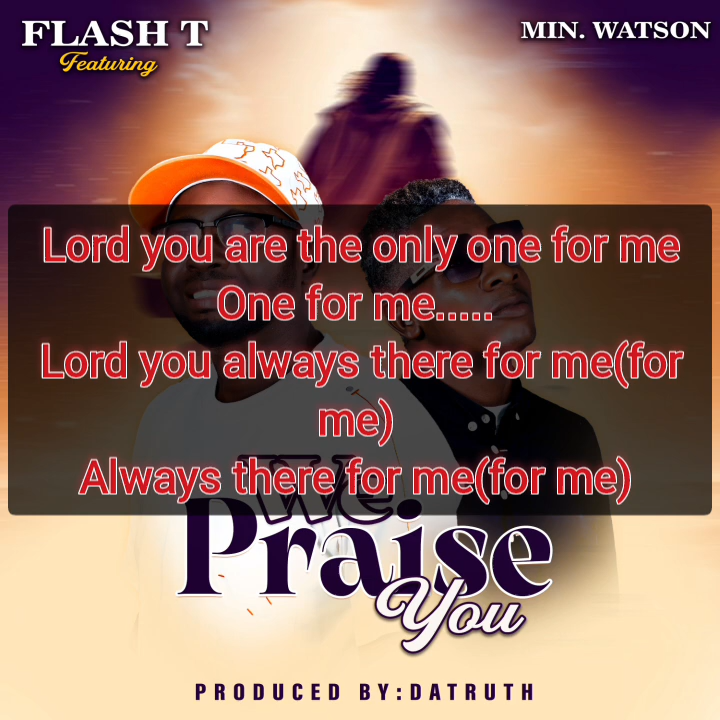 FLASH T
Featuring
MIN. WATSON
Lord you are the only one for me
One for me.....
Lord you always there for me(for
me)
Always there for me(for me)
We
Praise
You
PRODUCED BY:DATRUTH